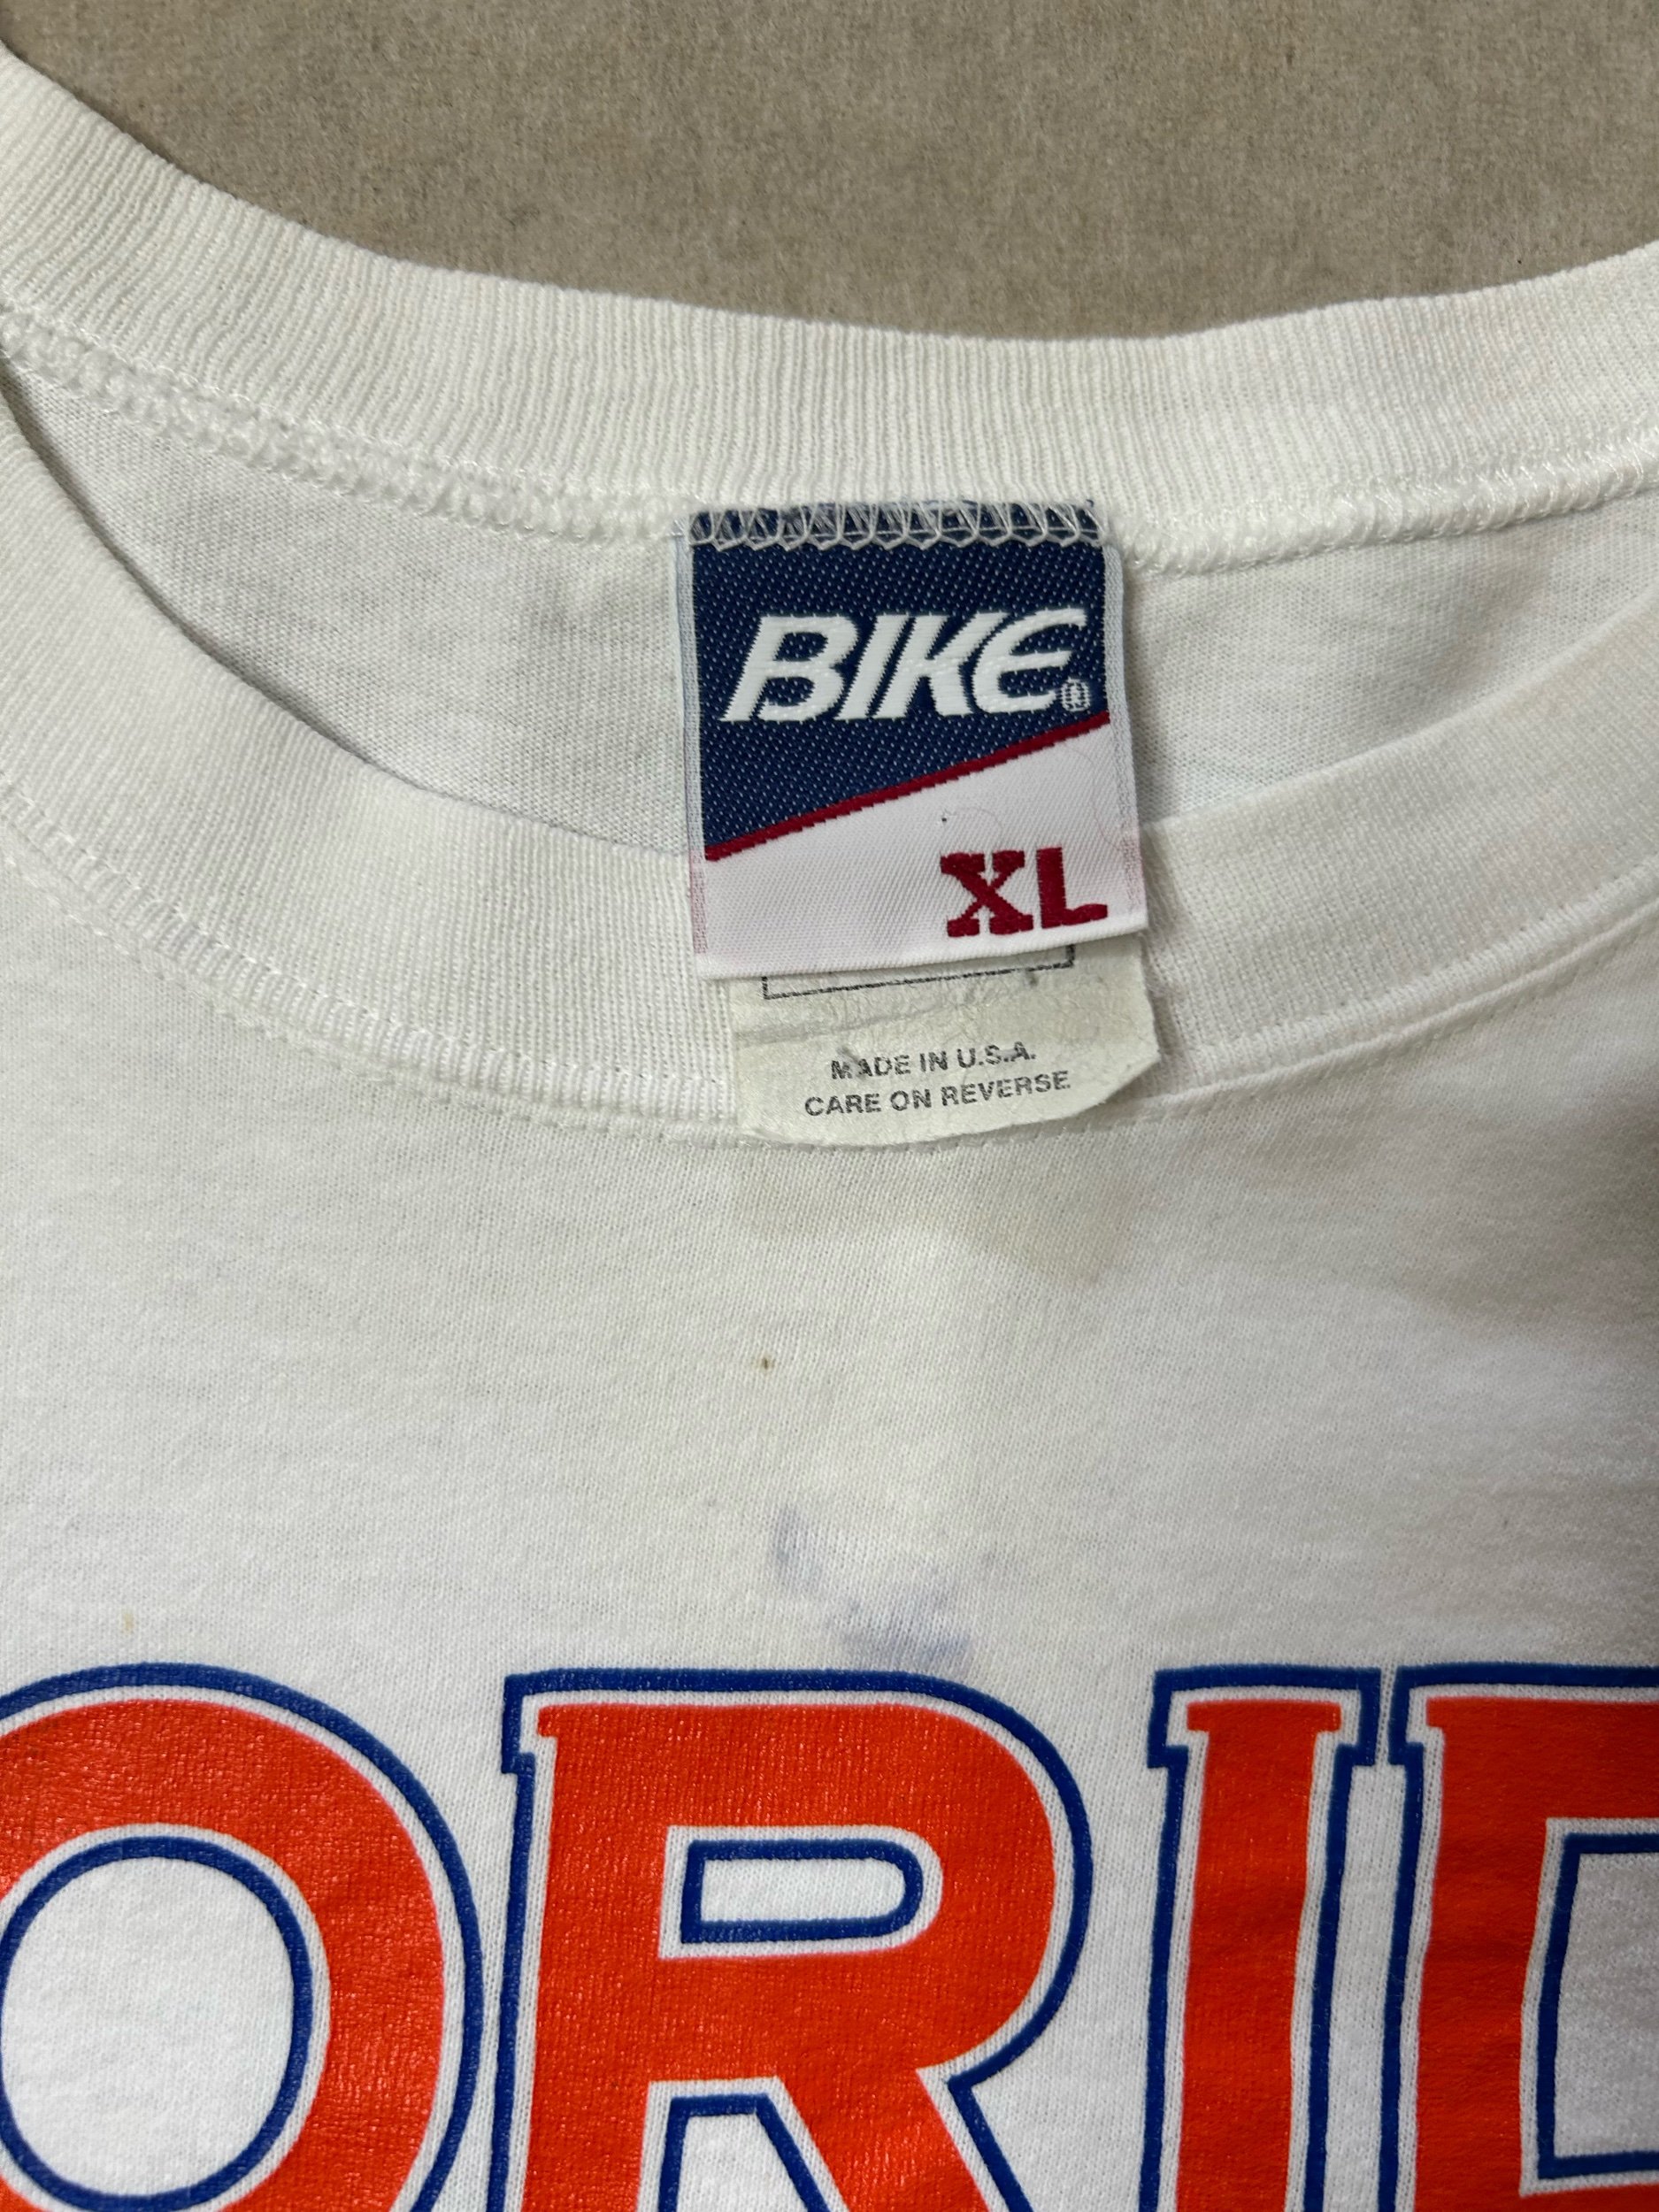 BIKE®
XL
MADE IN U.S.A.
CARE ON REVERSE
ORID